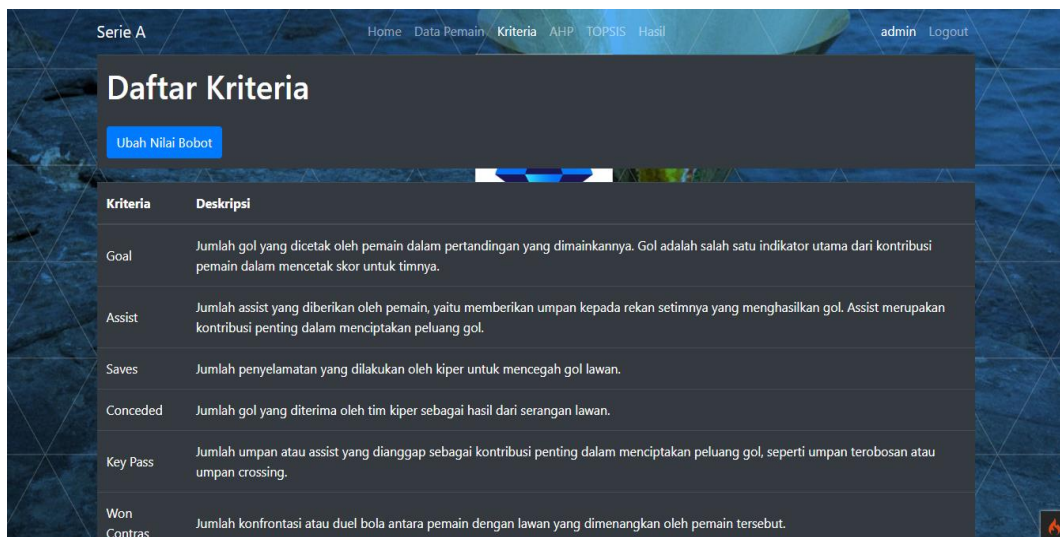 Serie A Home Data Pemain Kriteria AHP TOPSIS Hasil admin Logout
Daftar Kriteria
Ubah Nilai Bobot
Kriteria Deskripsi
Goal Jumlah gol yang dicetak oleh pemain dalam pertandingan yang dimainkannya. Gol adalah salah satu indikator utama dari kontribusi
pemain dalam mencetak skor untuk timnya.
Assist Jumlah assist yang diberikan oleh pemain, yaitu memberikan umpan kepada rekan setimnya yang menghasilkan gol. Assist merupakan
kontribusi penting dalam menciptakan peluang gol.
Saves Jumlah penyelamatan yang dilakukan oleh kiper untuk mencegah gol lawan.
Conceded Jumlah gol yang diterima oleh tim kiper sebagai hasil dari serangan lawan.
Key Pass Jumlah umpan atau assist yang dianggap sebagai kontribusi penting dalam menciptakan peluang gol, seperti umpan terobosan atau
umpan crossing.
Won
Contras Jumlah konfrontasi atau duel bola antara pemain dengan lawan yang dimenangkan oleh pemain tersebut.